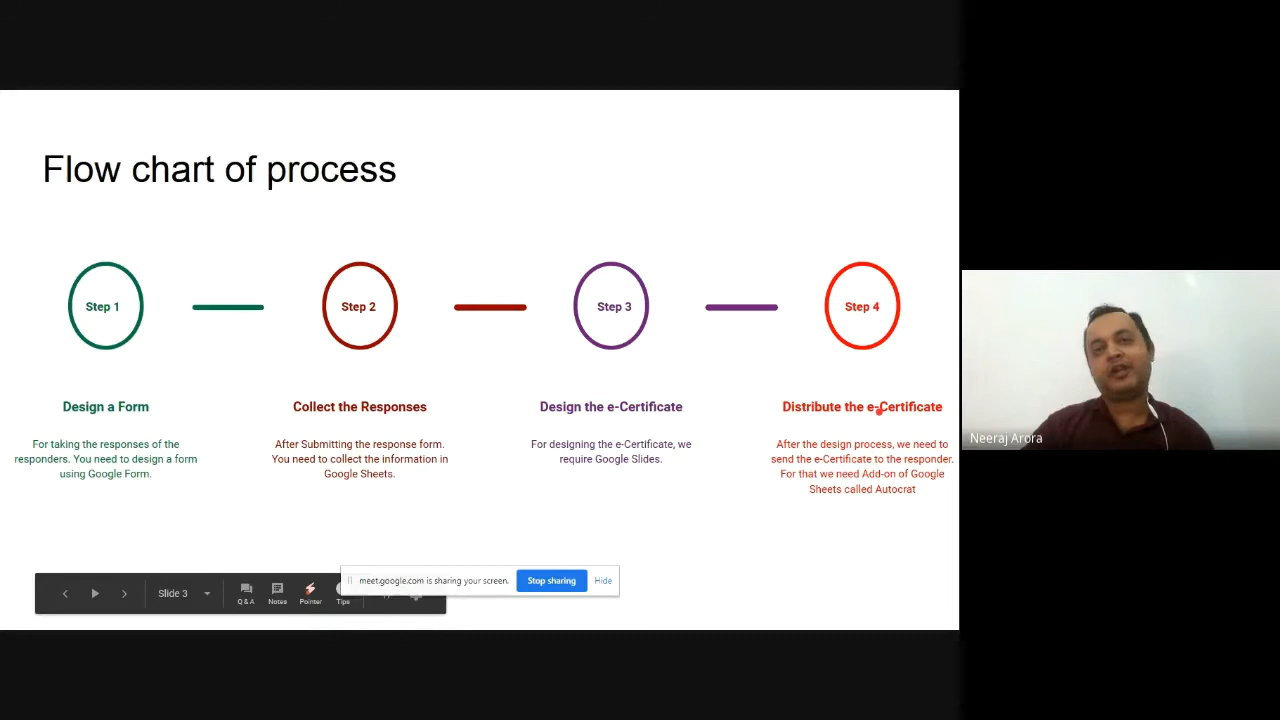 Flow chart of process
Step 1
Step 2
Step 3
Step 4
Design a Form
For taking the responses of the
responders. You need to design a form
using Google Form.
Collect the Responses
After Submitting the response form.
You need to collect the information in
Google Sheets.
Design the e-Certificate
For designing the e-Certificate, we
require Google Slides.
Distribute the e-Certificate
After the design process, we need to
send the e-Certificate to the responder.
For that we need Add-on of Google
Sheets called Autocrat
Neeraj Arora
meet.google.com is sharing your screen.
Stop sharing
Hide
Slide 3
Q & A
Notes
Pointer
Tips